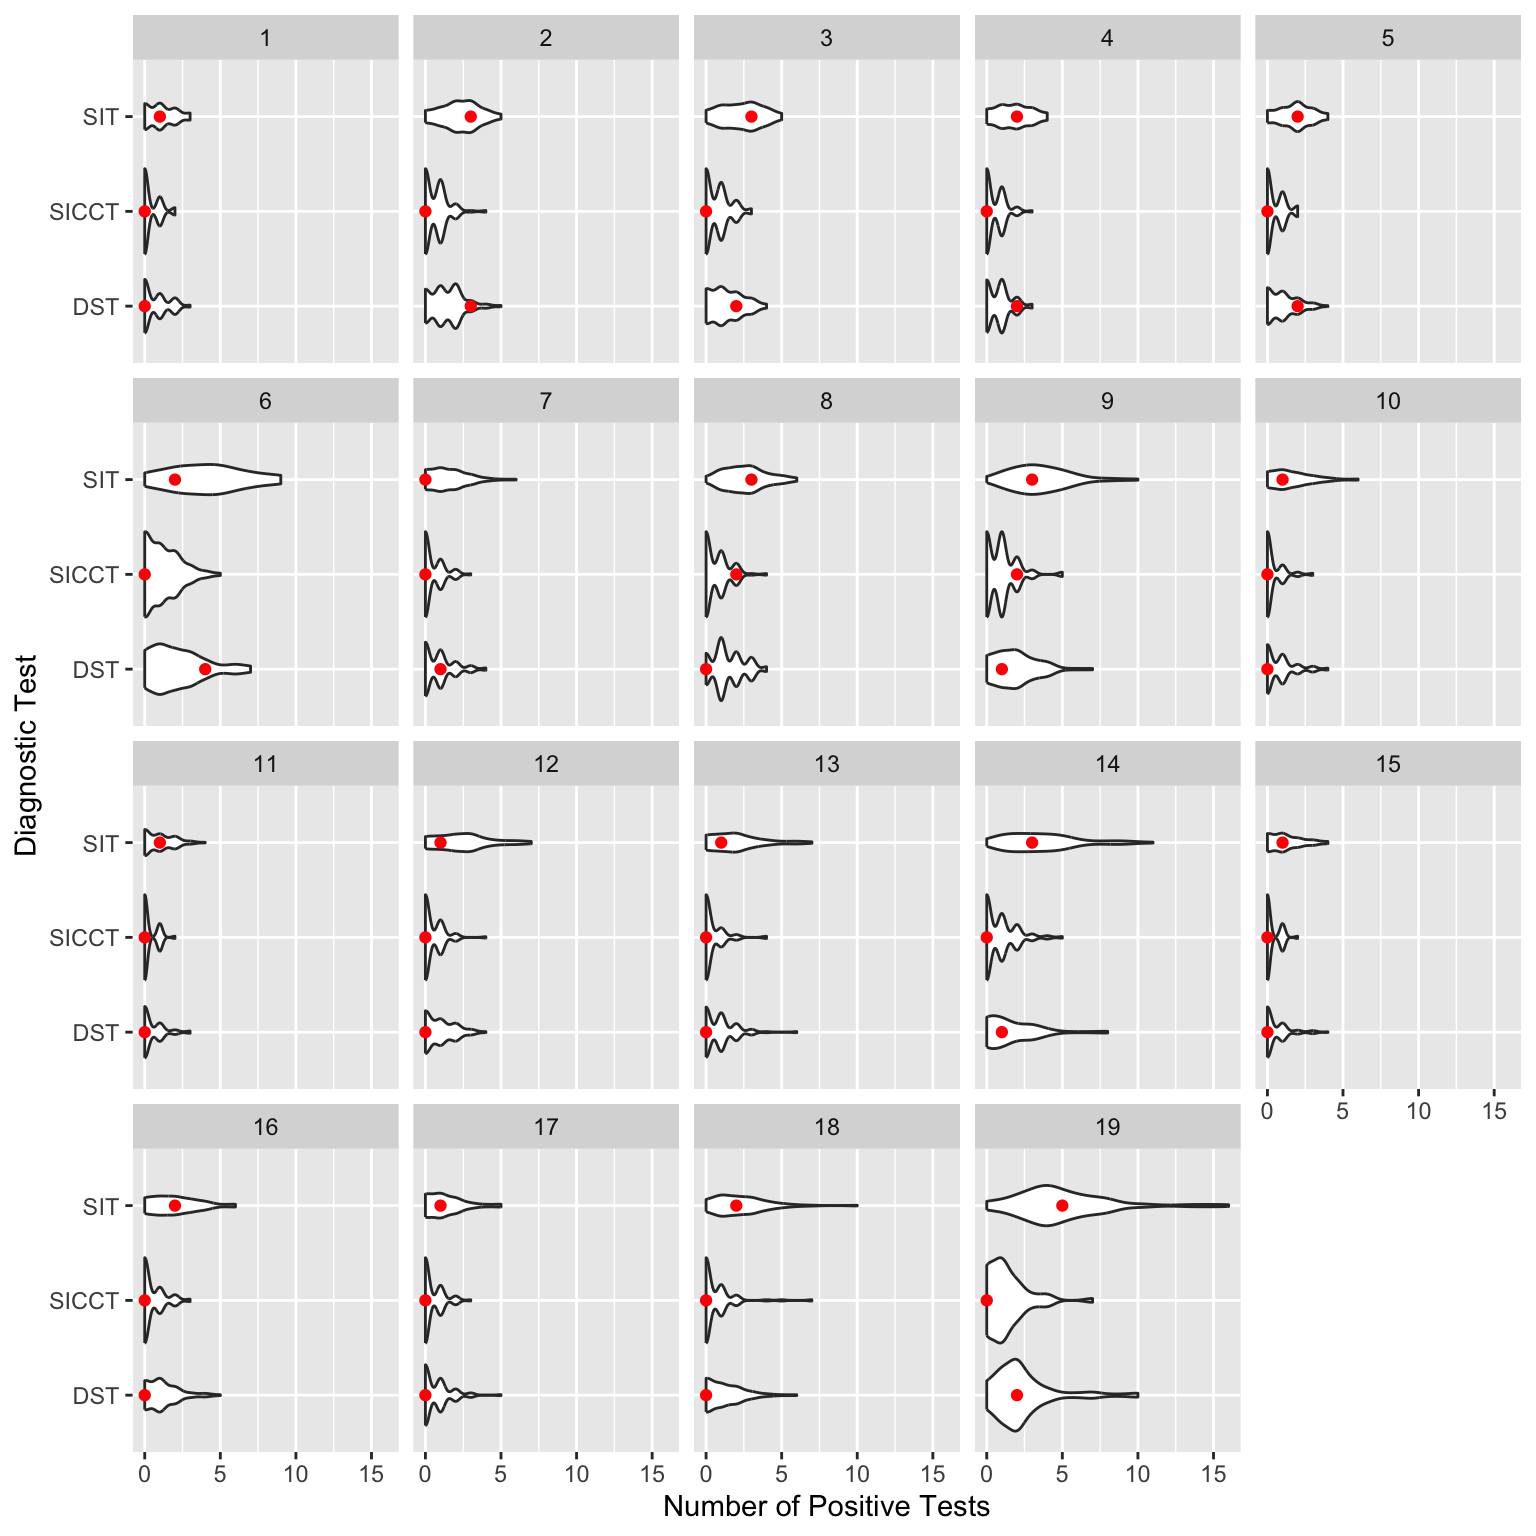 1 2 3 4 5
SIT
SICCT
DST
6 7 8 9 10
SIT
SICCT
DST
11 12 13 14 15
SIT
SICCT
DST
0 5 10 15
16 17 18 19
SIT
SICCT
DST
0 5 10 15 0 5 10 15 0 5 10 15 0 5 10 15
Number of Positive Tests
Diagnostic Test